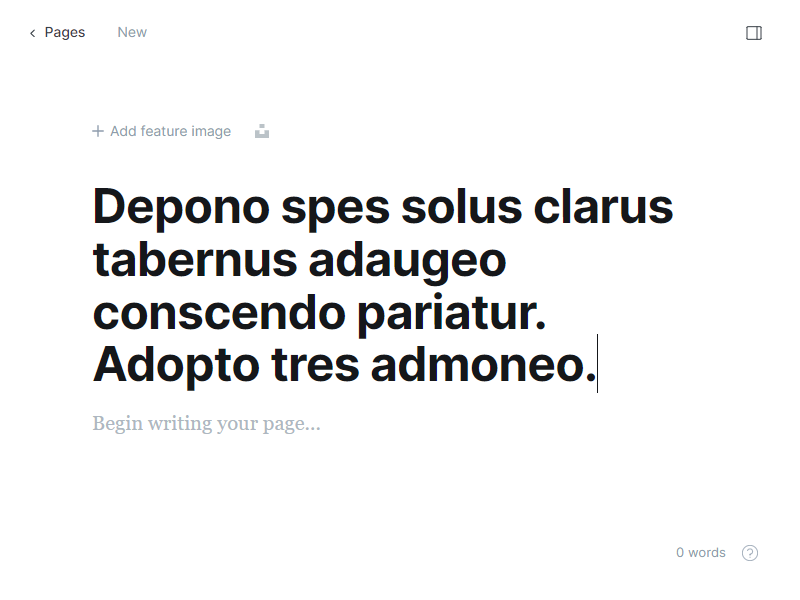 Pages
New
Add feature image
Depono spes solus clarus
tabernus adaugeo
conscendo pariatur.
Adopto tres admoneo.
Begin writing your page...
0 words
?